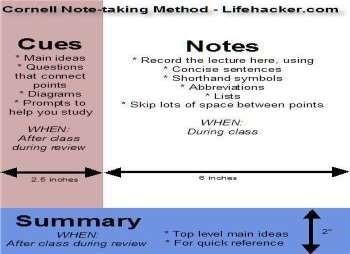 Cornell Note-taking Method - Lifehacker.com
Cues
* Main ideas
* Questions
that connect
points
* Diagrams
* Prompts to
help you study
WHEN:
After class
during review
Notes
* Record the lecture here, using
* Concise sentences
* Shorthand symbols
* Abbreviations
* Lists
* Skip lots of space between points
WHEN:
During class
2.5 inches
6 inches
Summary
WHEN:
After class during review
* Top level main ideas
* For quick reference
2"